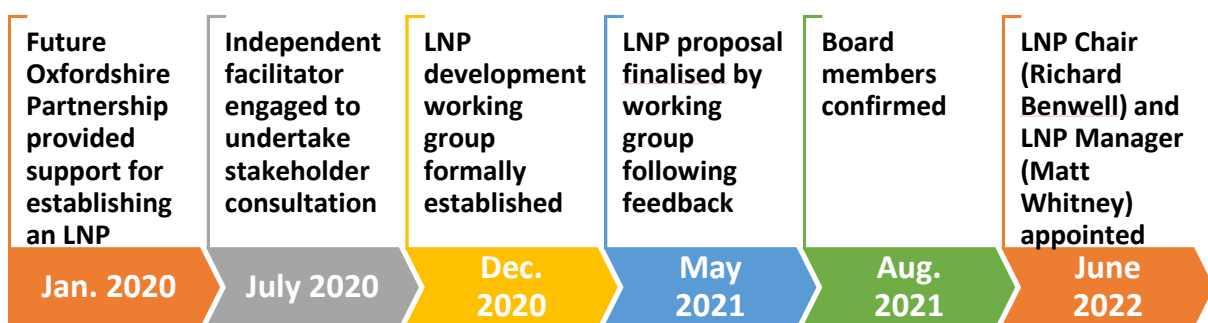 Future
Oxfordshire
Partnership
provided
support for
establishing
an LNP
Jan. 2020
Independent
facilitator
engaged to
undertake
stakeholder
consultation
July 2020
LNP
development
working
group
formally
established
Dec.
2020
LNP proposal
finalised by
working
group
following
feedback
May
2021
Board
members
confirmed
Aug.
2021
LNP Chair
(Richard
Benwell) and
LNP Manager
(Matt
Whitney)
appointed
June
2022